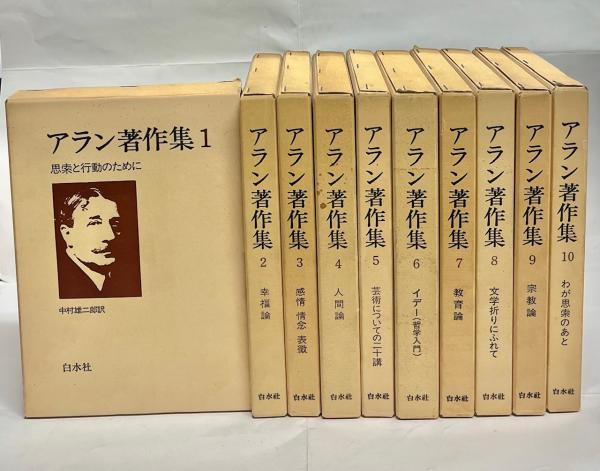 アラン著作集1
思索と行動のために
中村雄二郎訳
白水社
アラン著作集
2
幸福論
白水社
アラン著作集
3
感情 情念 表徴
白水社
アラン著作集
4
人間論
白水社
アラン著作集
5
芸術についての二十講
白水社
アラン著作集
6
イデー(哲学入門)
白水社
アラン著作集
7
教育論
白水社
アラン著作集
8
文学折りにふれて
白水社
アラン著作集
9
宗教論
白水社
アラン著作集
10
わが思索のあと
白水社